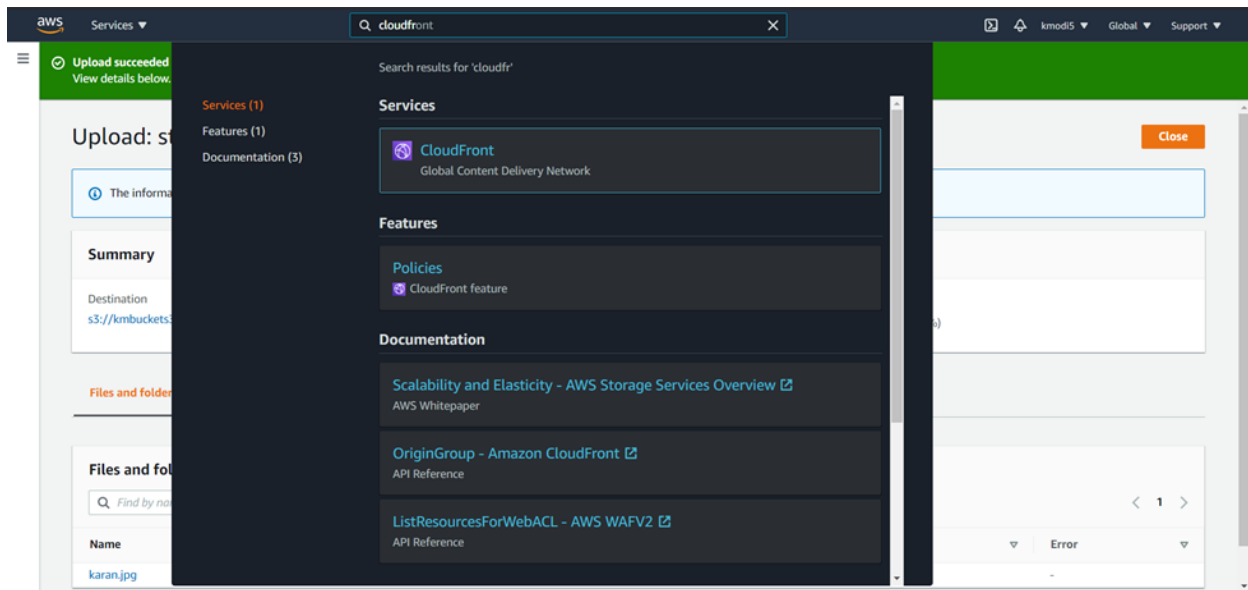 aws Services ▼ cloudfront kmodi5 ▼ Global ▼ Support ▼
Upload succeeded
View details below.
Search results for 'cloudfr'
Services (1)
Features (1)
Documentation (3)
Services
CloudFront
Global Content Delivery Network
Features
Policies
CloudFront feature
Documentation
Scalability and Elasticity - AWS Storage Services Overview
AWS Whitepaper
OriginGroup - Amazon CloudFront
API Reference
ListResourcesForWebACL - AWS WAFV2
API Reference
Upload: st
Close
The informa
Summary
Destination
s3://kmbuckets3
%)
Files and folder
Files and fol
Find by na
1
Name Error
karan.jpg -